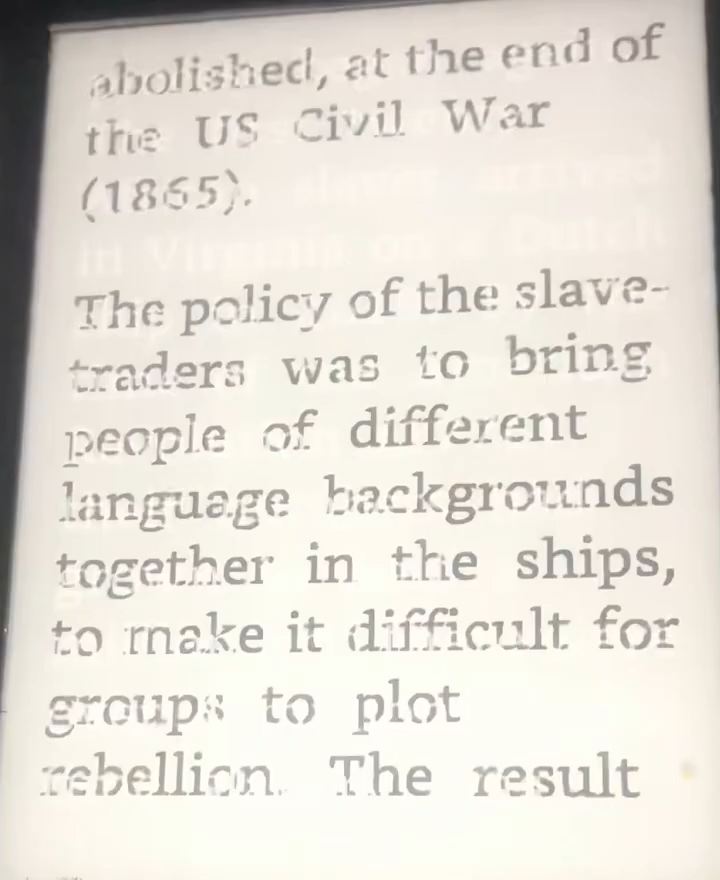 abolished, at the end of
the US Civil War
(1865).
The policy of the slave-
traders was to bring
people of different
language backgrounds
together in the ships,
to make it difficult for
groups to plot
rebellion. The result